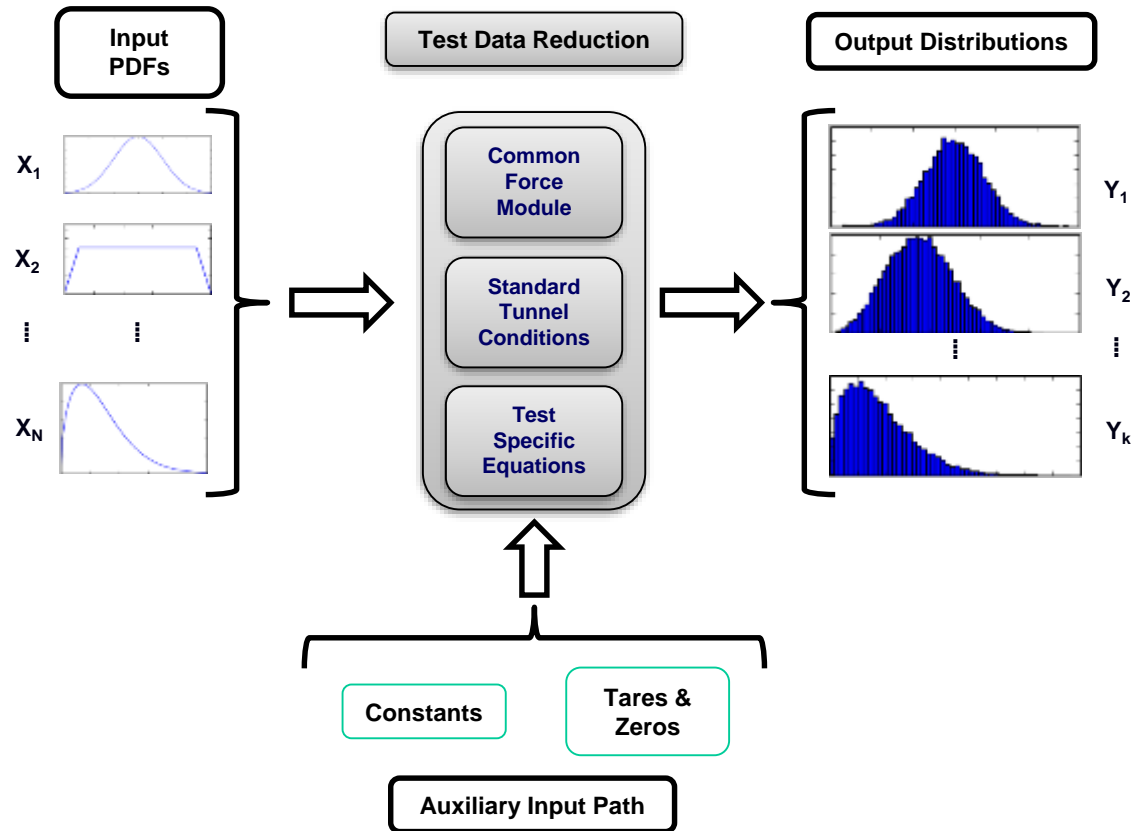 Input
PDFs
Test Data Reduction
Output Distributions
X1
X2
XN
Common
Force
Module
Standard
Tunnel
Conditions
Test
Specific
Equations
Y1
Y2
Yk
Constants
Tares &
Zeros
Auxiliary Input Path